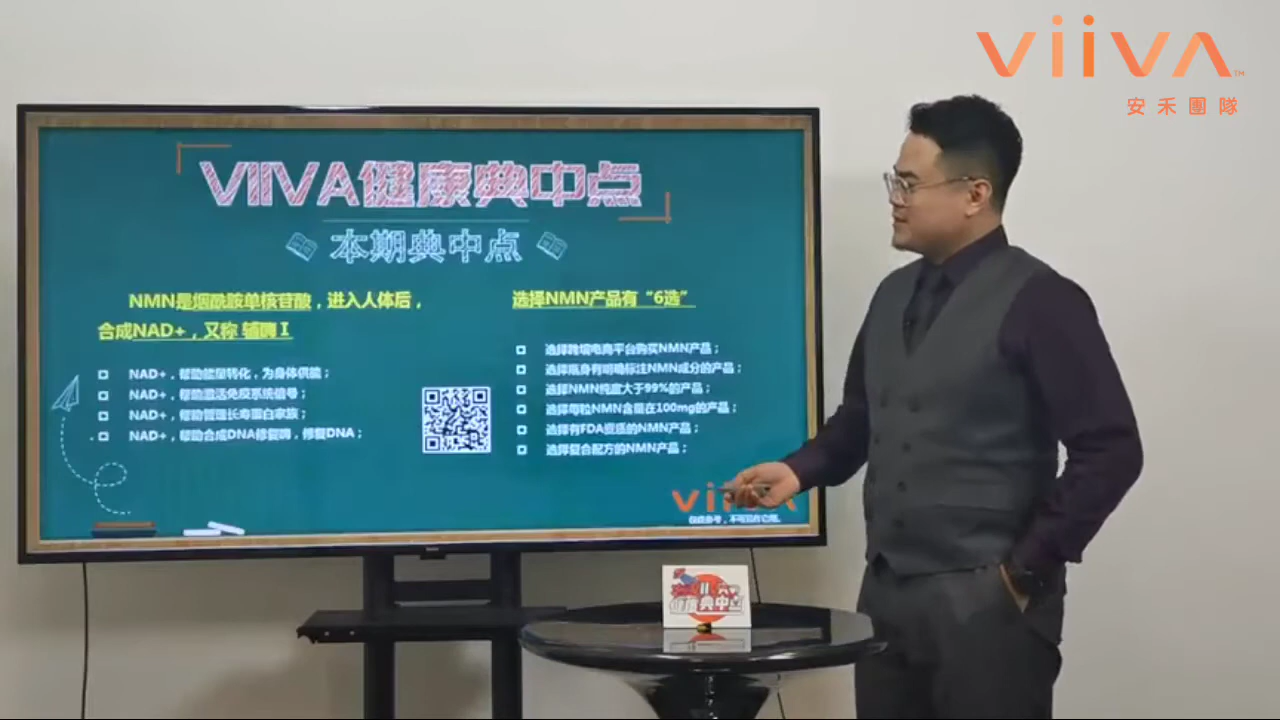 viiva TM
安禾團隊
VIIVA健康典中点
本期典中点
NMN是烟酰胺单核苷酸，进入人体后，
合成NAD+，又称 辅酶 I
NAD+，帮助能量转化，为身体供能；
NAD+，帮助激活免疫系统信号；
NAD+，帮助管理长寿蛋白家族；
NAD+，帮助合成DNA修复酶，修复DNA；
选择NMN产品有“6选”
选择跨境电商平台购买NMN产品；
选择瓶身有明确标注NMN成分的产品；
选择NMN纯度大于99%的产品；
选择每粒NMN含量在100mg的产品；
选择有FDA资质的NMN产品；
选择复合配方的NMN产品；
健康典中点